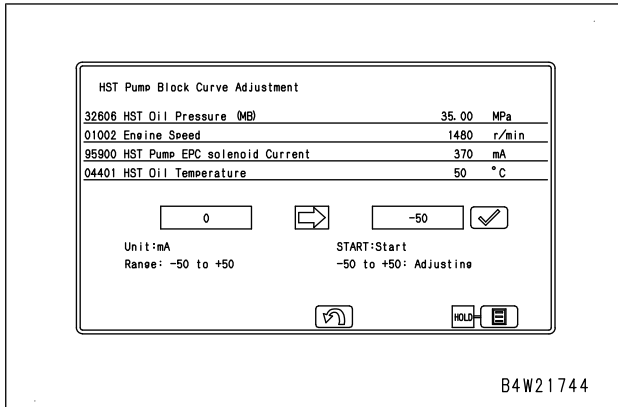 HST Pump Block Curve Adjustment
32606 HST Oil Pressure (MB) 35.00 MPa
01002 Engine Speed 1480 r/min
95900 HST Pump EPC solenoid Current 370 mA
04401 HST Oil Temperature 50 °C
0 -50
Unit:mA START:Start
Range: -50 to +50 -50 to +50: Adjusting
HOLD
B4W21744